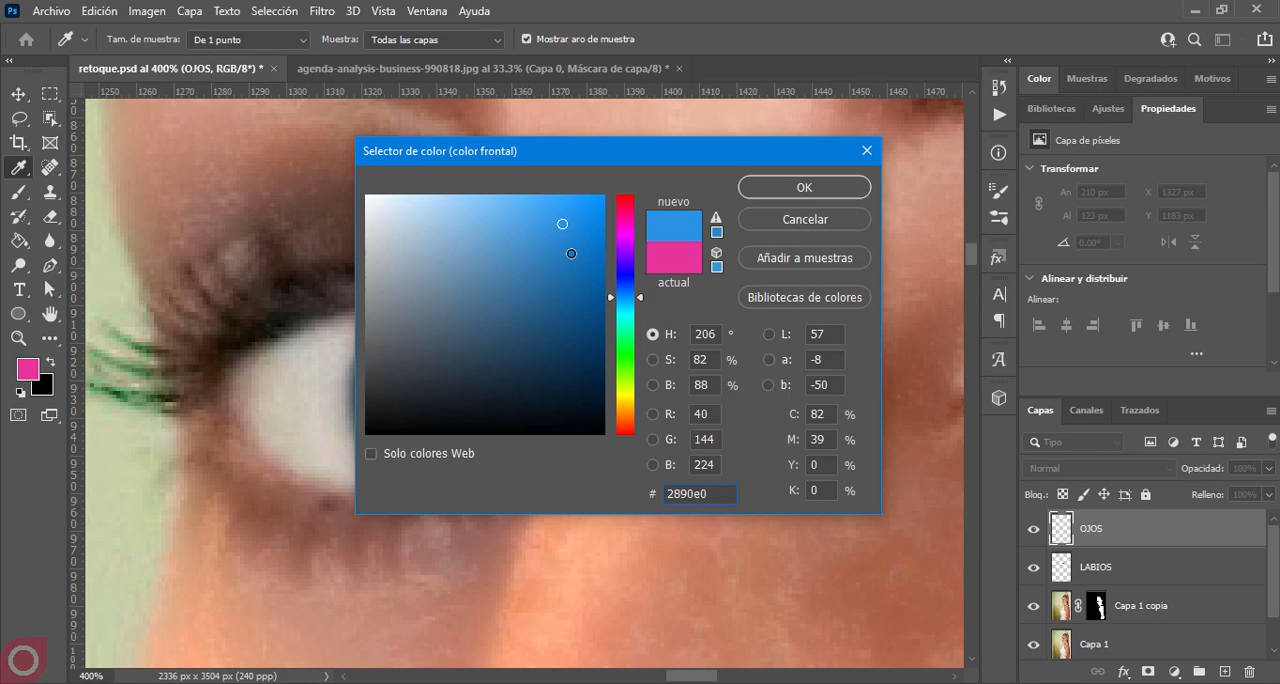 Ps Archivo Edición Imagen Capa Texto Selección Filtro 3D Vista Ventana Ayuda
Tam. de muestra: De 1 punto Muestra: Todas las capas Mostrar aro de muestra
retoque.psd al 400% (OJOS, RGB/8*) * × agenda-analysis-business-990818.jpg al 33.3% (Capa 0, Máscara de capa/8) * ×
1250 1260 1270 1280 1290 1300 1310 1320 1330 1340 1350 1360 1370 1380 1390 1400 1410 1420 1430 1440 1450 1460 1470
Selector de color (color frontal)
nuevo
actual
OK
Cancelar
Añadir a muestras
Bibliotecas de colores
H: 206 ° L: 57
S: 82 % a: -8
B: 88 % b: -50
R: 40 C: 82 %
G: 144 M: 39 %
B: 224 Y: 0 %
# 2890e0 K: 0 %
Solo colores Web
Color Muestras Degradados Motivos
Bibliotecas Ajustes Propiedades
Capa de píxeles
Transformar
An 210 px X 1327 px
Al 123 px Y 1183 px
0.00°
Alinear y distribuir
Alinear:
Capas Canales Trazados
Tipo
Normal Opacidad: 100%
Bloq.: Relleno: 100%
OJOS
LABIOS
Capa 1 copia
Capa 1
400% 2336 px x 3504 px (240 ppp)